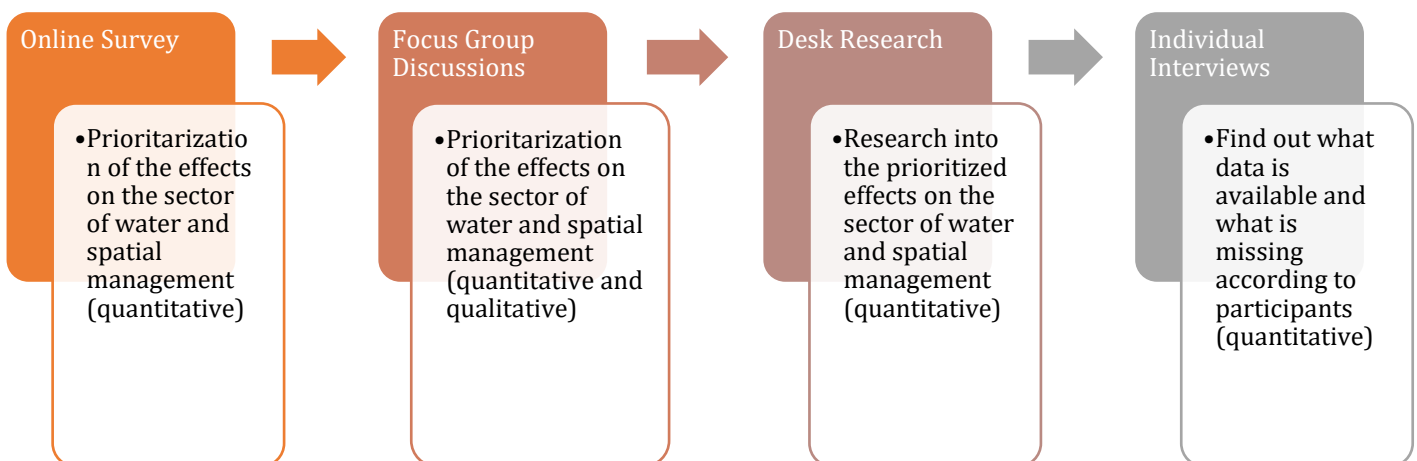 Online Survey
•Prioritarizatio
n of the effects
on the sector
of water and
spatial
management
(quantitative)
Focus Group
Discussions
•Prioritarization
of the effects on
the sector of
water and spatial
management
(quantitative and
qualitative)
Desk Research
•Research into
the prioritized
effects on the
sector of water
and spatial
management
(quantitative)
Individual
Interviews
•Find out what
data is
available and
what is
missing
according to
participants
(quantitative)